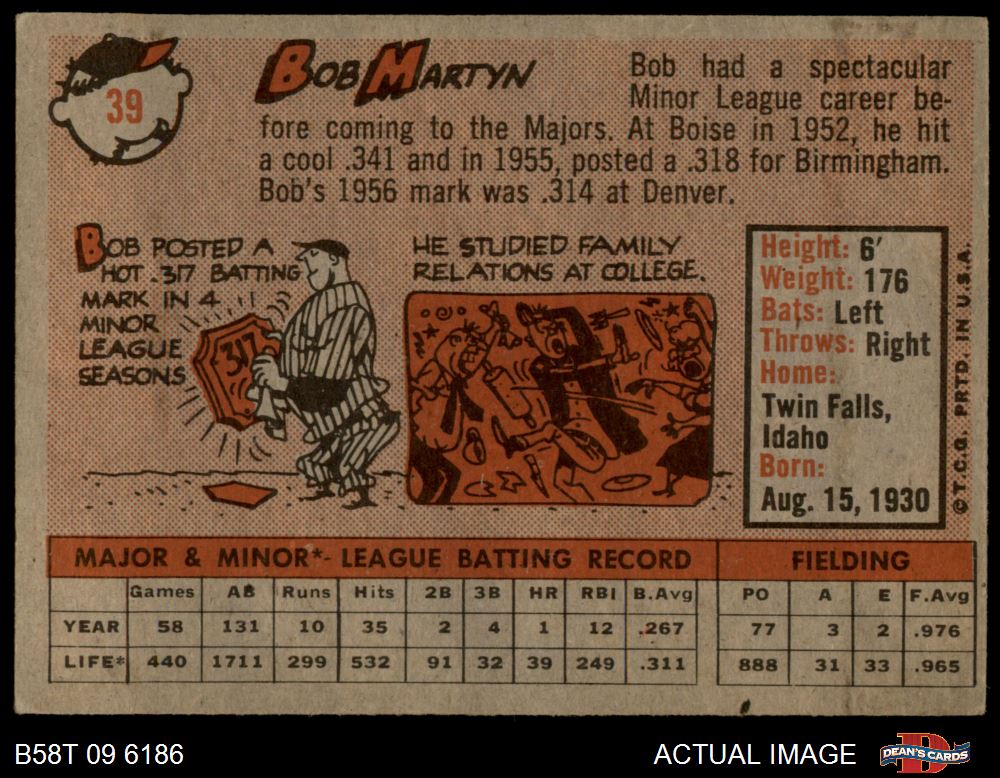 39
BOB MARTYN
Bob had a spectacular
Minor League career be-
fore coming to the Majors. At Boise in 1952, he hit
a cool .341 and in 1955, posted a .318 for Birmingham.
Bob's 1956 mark was .314 at Denver.
BOB POSTED A
HOT .317 BATTING
MARK IN 4
MINOR
LEAGUE
SEASONS
317
HE STUDIED FAMILY
RELATIONS AT COLLEGE.
Height: 6'
Weight: 176
Bats: Left
Throws: Right
Home:
Twin Falls,
Idaho
Born:
Aug. 15, 1930
© T.C.G. PRTD. IN U.S.A.
MAJOR & MINOR*- LEAGUE BATTING RECORD FIELDING
Games AB Runs Hits 2B 3B HR RBI B.Avg PO A E F.Avg
YEAR 58 131 10 35 2 4 1 12 .267 77 3 2 .976
LIFE* 440 1711 299 532 91 32 39 249 .311 888 31 33 .965
B58T 09 6186
ACTUAL IMAGE
DEAN'S CARDS